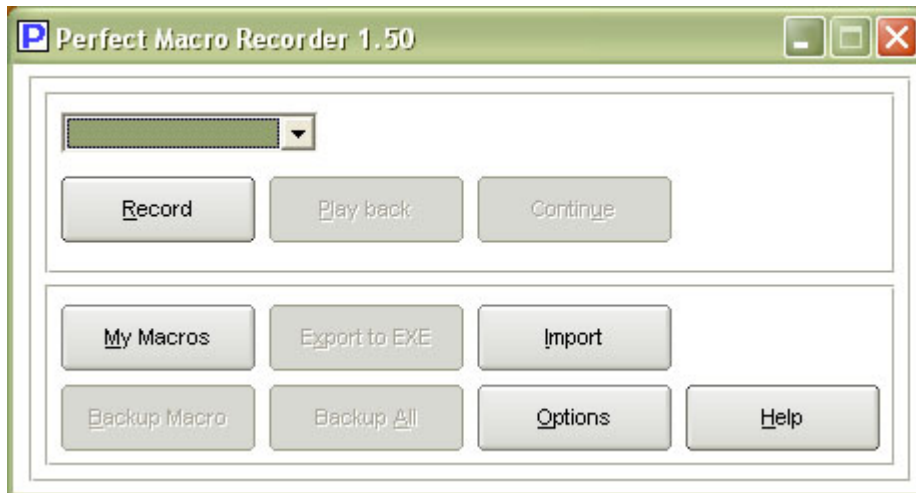 P Perfect Macro Recorder 1.50
Record Play back Continue
My Macros Export to EXE Import
Backup Macro Backup All Options Help